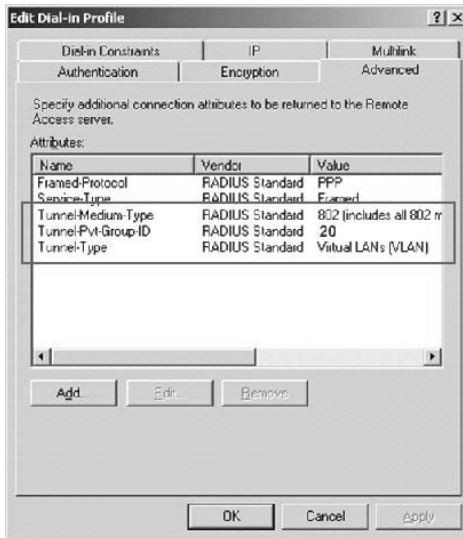 Edit Dial-in Profile
Dial-in Constraints IP Multilink
Authentication Encryption Advanced
Specify additional connection attributes to be returned to the Remote
Access server.
Attributes:
Name Vendor Value
Framed-Protocol RADIUS Standard PPP
Service-Type RADIUS Standard Framed
Tunnel-Medium-Type RADIUS Standard 802 (includes all 802 m
Tunnel-Pvt-Group-ID RADIUS Standard 20
Tunnel-Type RADIUS Standard Virtual LANs (VLAN)
Add... Edit... Remove
OK Cancel Apply